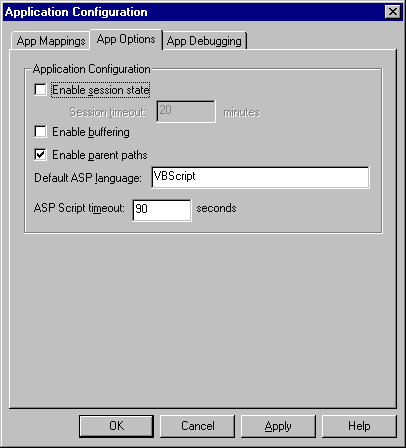 Application Configuration
App Mappings App Options App Debugging
Application Configuration
Enable session state
Session timeout: 20 minutes
Enable buffering
Enable parent paths
Default ASP language: VBScript
ASP Script timeout: 90 seconds
OK Cancel Apply Help